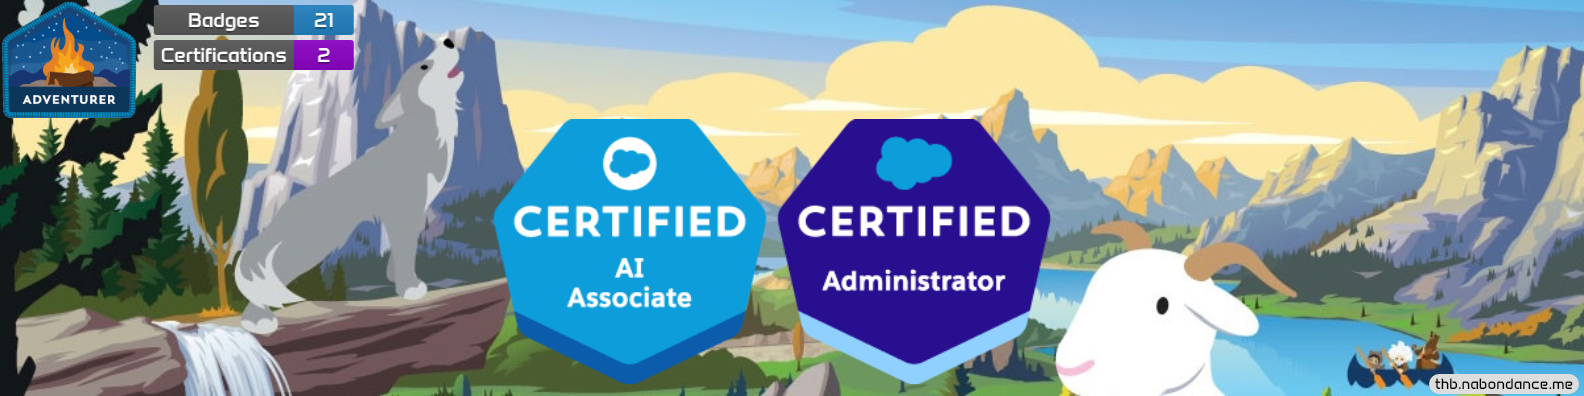 ADVENTURER
Badges 21
Certifications 2
CERTIFIED
AI
Associate
CERTIFIED
Administrator
thb.nabondance.me